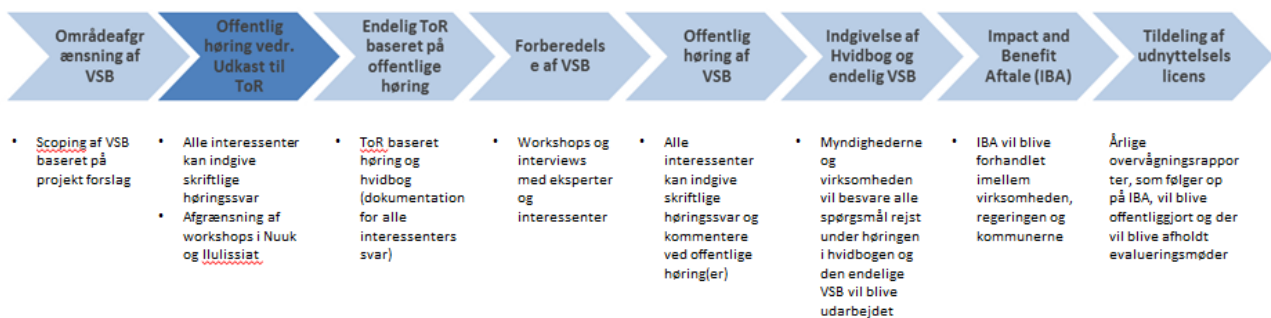 Områdeafgr
ænsning af
VSB
Offentlig
høring vedr.
Udkast til
ToR
Endelig ToR
baseret på
offentlige
høring
Forberedels
e af VSB
Offentlig
høring af
VSB
Indgivelse af
Hvidbog og
endelig VSB
Impact and
Benefit
Aftale (IBA)
Tildeling af
udnyttelsels
licens
• Scoping af VSB
baseret på
projekt forslag
• Alle interessenter
kan indgive
skriftlige
høringssvar
• Afgrænsning af
workshops i Nuuk
og Ilulissiat
• ToR baseret
høring og
hvidbog
(dokumentation
for alle
interessenters
svar)
• Workshops og
interviews
med eksperter
og
interessenter
• Alle
interessenter
kan indgive
skriftlige
høringssvar og
kommentere
ved offentlige
høring(er)
• Myndighederne
og
virksomheden
vil besvare alle
spørgsmål rejst
under høringen
i hvidbogen og
den endelige
VSB vil blive
udarbejdet
• IBA vil blive
forhandlet
imellem
virksomheden,
regeringen og
kommunerne
Årlige
overvågningsrappor
ter, som følger op
på IBA, vil blive
offentliggjort og der
vil blive afholdt
evalueringsmøder